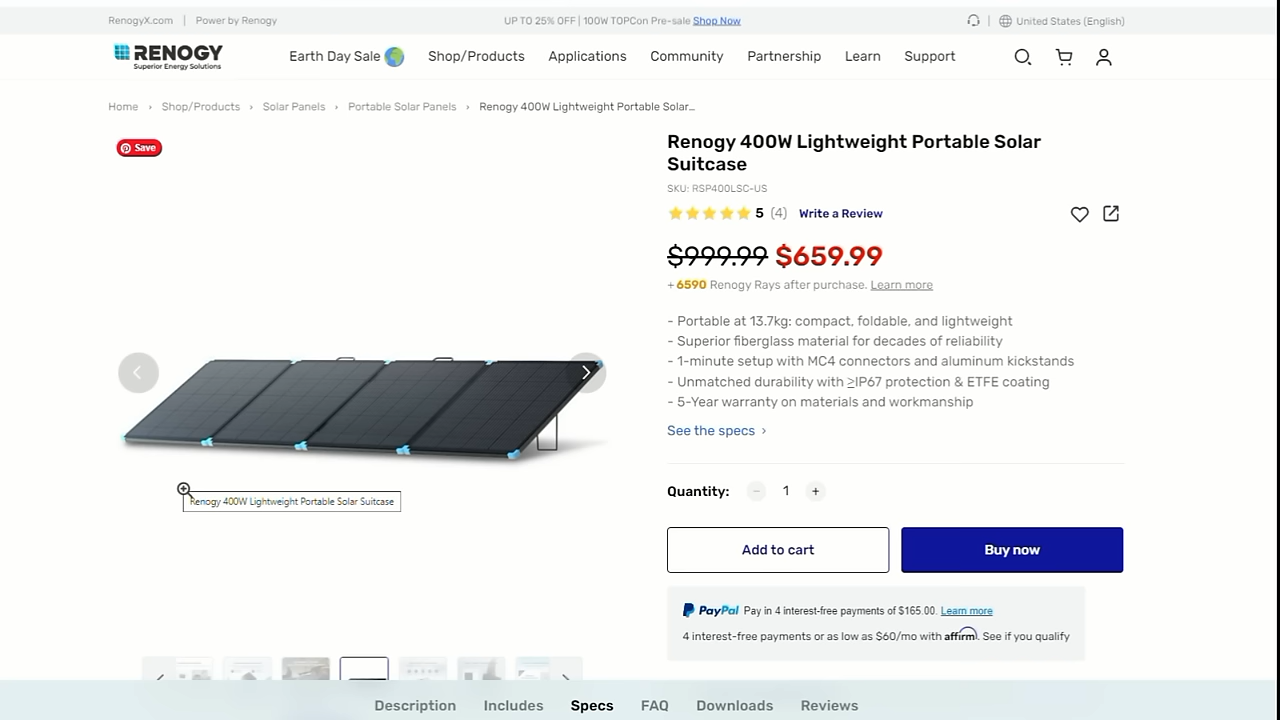 RenogyX.com | Power by Renogy
UP TO 25% OFF | 100W TOPCon Pre-sale Shop Now
United States (English)
RENOGY
Superior Energy Solutions
Earth Day Sale
Shop/Products
Applications
Community
Partnership
Learn
Support
Home › Shop/Products › Solar Panels › Portable Solar Panels › Renogy 400W Lightweight Portable Solar...
Save
Renogy 400W Lightweight Portable Solar Suitcase
Renogy 400W Lightweight Portable Solar
Suitcase
SKU: RSP400LSC-US
5 (4) Write a Review
$999.99 $659.99
+ 6590 Renogy Rays after purchase. Learn more
- Portable at 13.7kg: compact, foldable, and lightweight
- Superior fiberglass material for decades of reliability
- 1-minute setup with MC4 connectors and aluminum kickstands
- Unmatched durability with ≥IP67 protection & ETFE coating
- 5-Year warranty on materials and workmanship
See the specs ›
Quantity: − 1 +
Add to cart
Buy now
PayPal Pay in 4 interest-free payments of $165.00. Learn more
4 interest-free payments or as low as $60/mo with affirm. See if you qualify
Description
Includes
Specs
FAQ
Downloads
Reviews